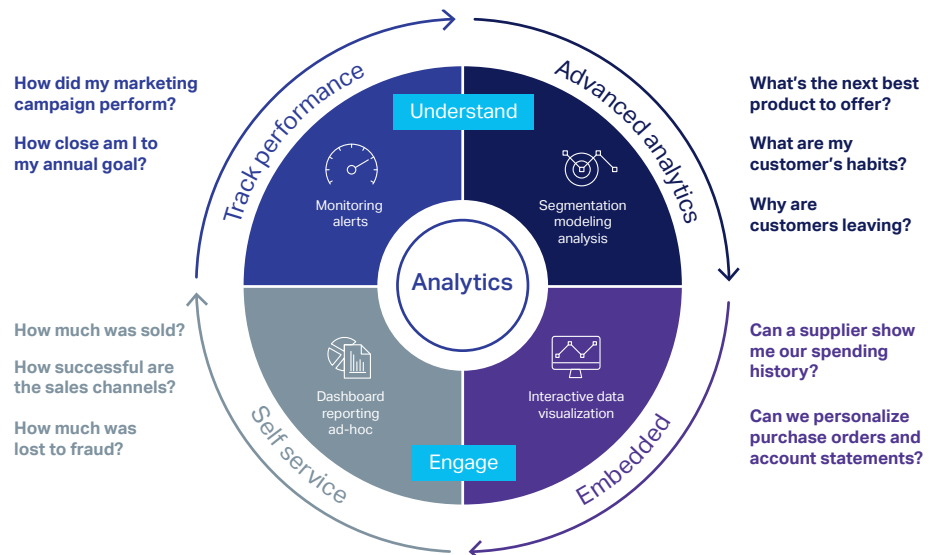 How did my marketing
campaign perform?
How close am I to
my annual goal?
Track performance
Understand
Monitoring
alerts
Advanced analytics
Segmentation
modeling
analysis
What’s the next best
product to offer?
What are my
customer’s habits?
Why are
customers leaving?
Analytics
How much was sold?
How successful are
the sales channels?
How much was
lost to fraud?
Self service
Dashboard
reporting
ad-hoc
Engage
Interactive data
visualization
Embedded
Can a supplier show
me our spending
history?
Can we personalize
purchase orders and
account statements?